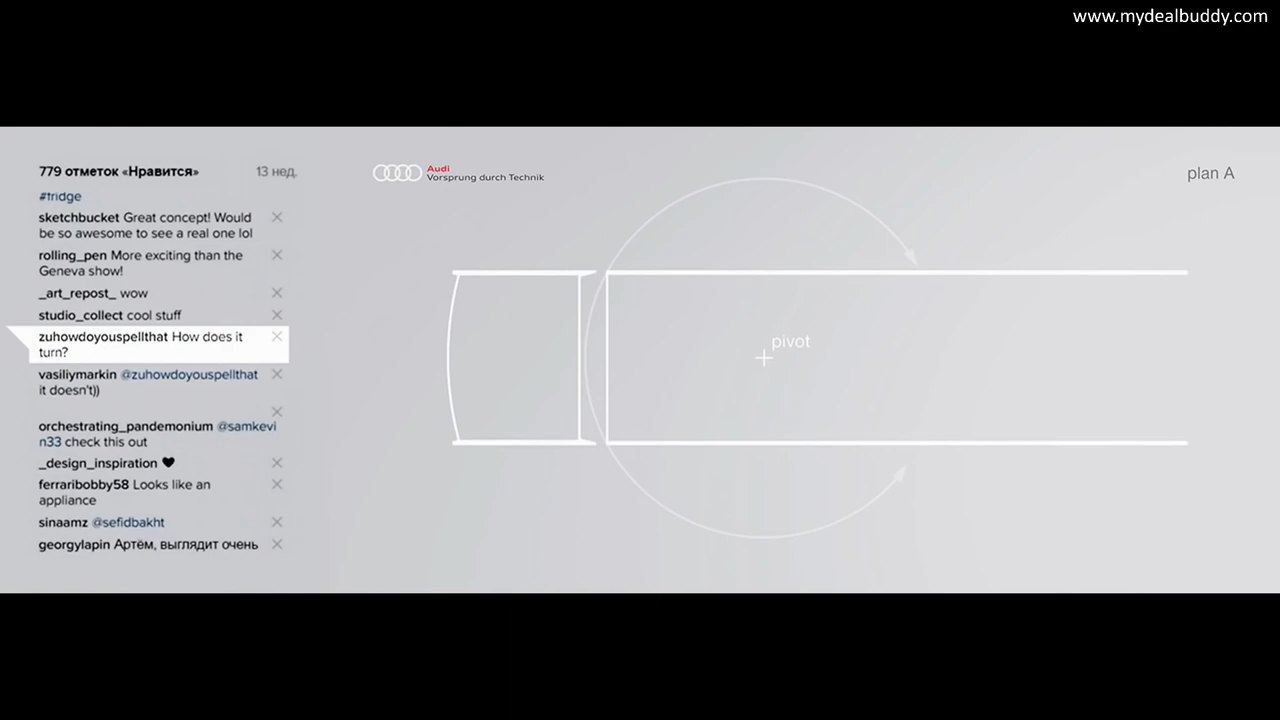 www.mydealbuddy.com
779 отметок «Нравится» 13 нед.
#fridge
sketchbucket Great concept! Would
be so awesome to see a real one lol
rolling_pen More exciting than the
Geneva show!
_art_repost_ wow
studio_collect cool stuff
zuhowdoyouspellthat How does it
turn?
vasiliymarkin @zuhowdoyouspellthat
it doesn't))
orchestrating_pandemonium @samkevi
n33 check this out
_design_inspiration ♥
ferraribobby58 Looks like an
appliance
sinaamz @sefidbakht
georgylapin Артём, выглядит очень
Audi
Vorsprung durch Technik
plan A
pivot